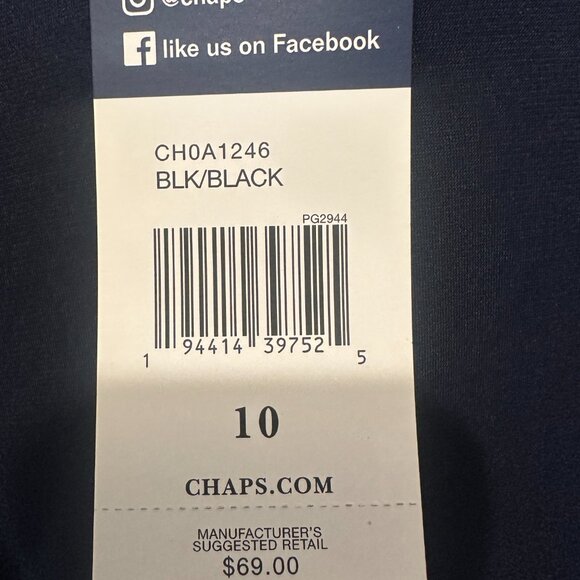 @chaps
like us on Facebook
CH0A1246
BLK/BLACK
PG2944
1 94414 39752 5
10
CHAPS.COM
MANUFACTURER'S
SUGGESTED RETAIL
$69.00